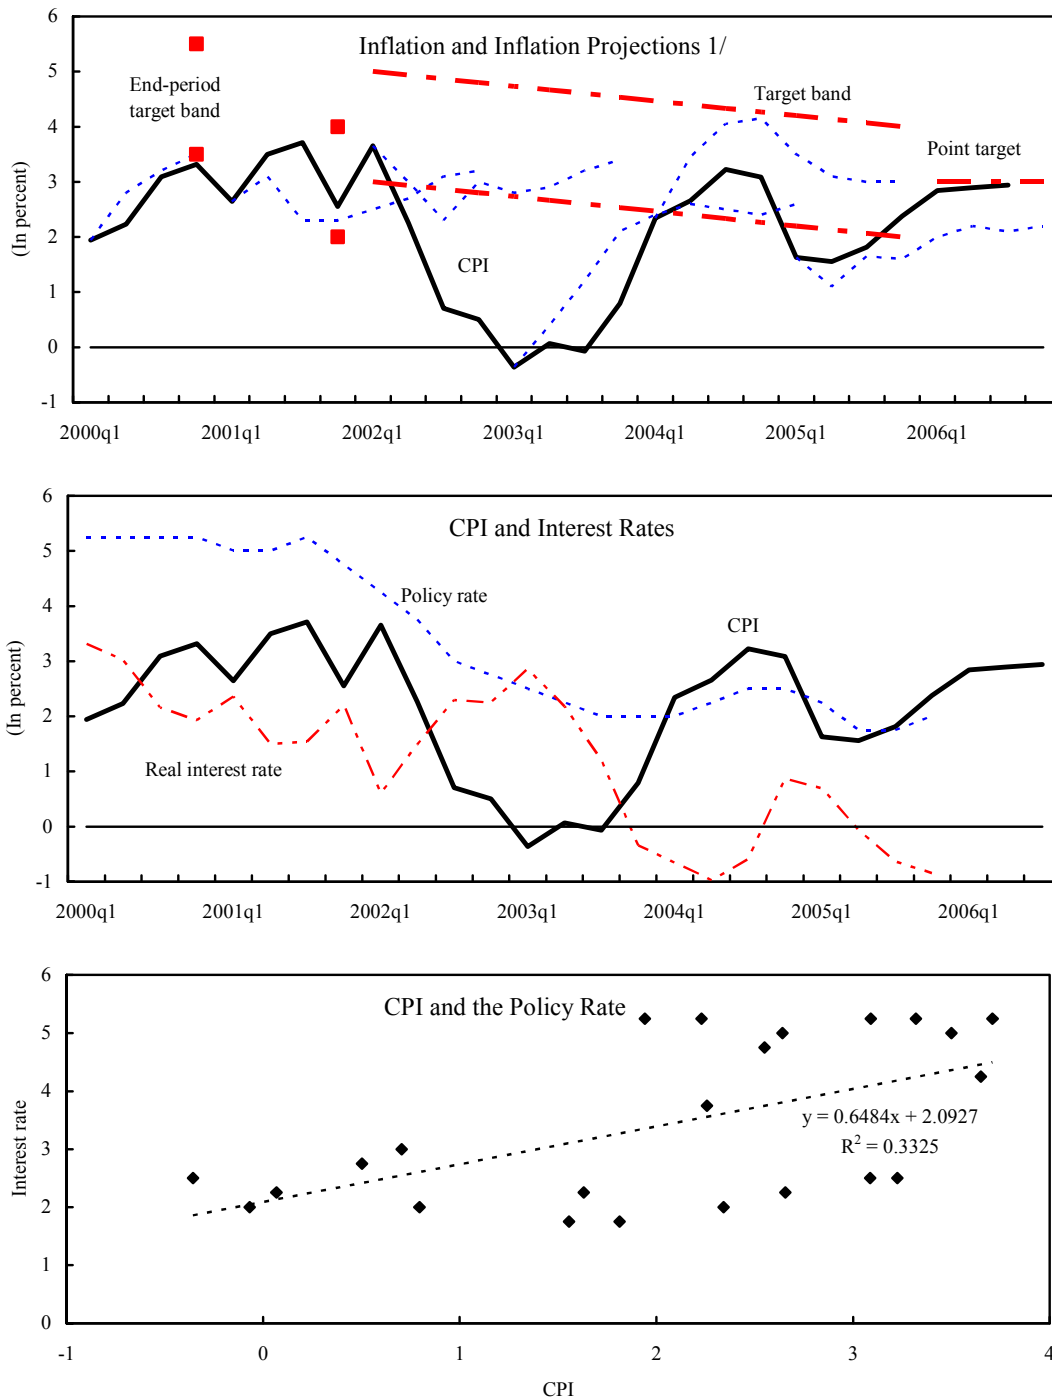 Inflation and Inflation Projections 1/
(In percent)
6
5
4
3
2
1
0
-1
End-period
target band
Target band
Point target
CPI
2000q1 2001q1 2002q1 2003q1 2004q1 2005q1 2006q1
CPI and Interest Rates
(In percent)
6
5
4
3
2
1
0
-1
Policy rate
CPI
Real interest rate
2000q1 2001q1 2002q1 2003q1 2004q1 2005q1 2006q1
CPI and the Policy Rate
Interest rate
6
5
4
3
2
1
0
y = 0.6484x + 2.0927
R² = 0.3325
-1 0 1 2 3 4
CPI